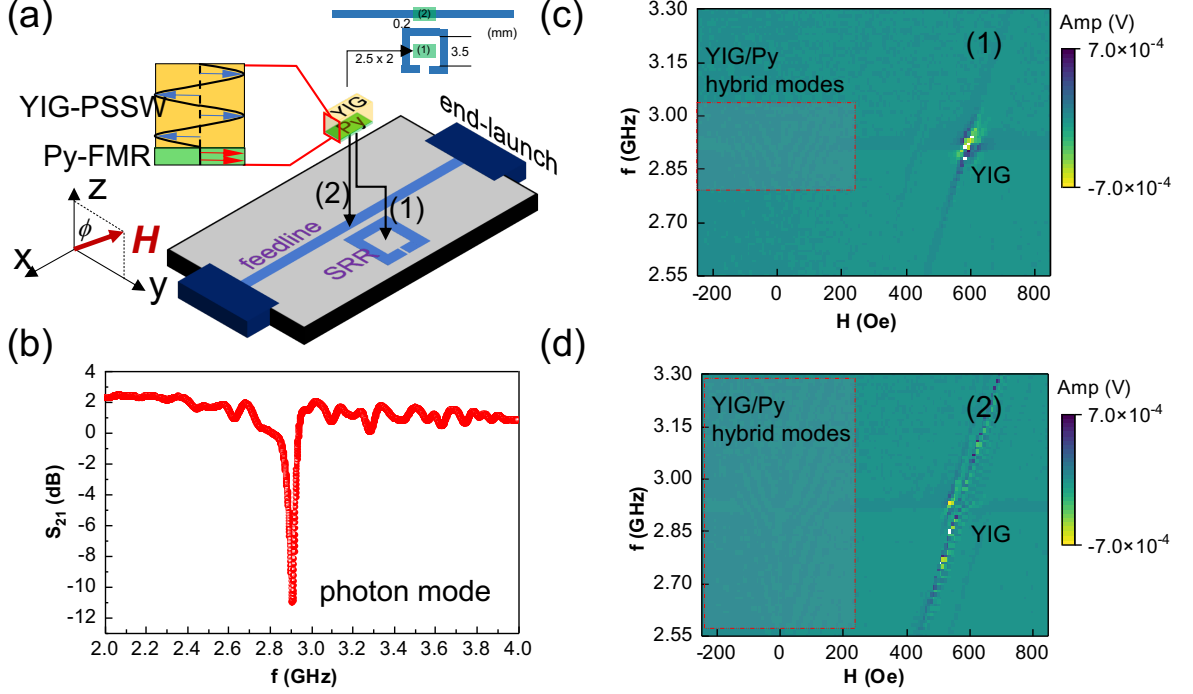 (a)
(2)
0.2
(mm)
(1)
3.5
2.5 x 2
YIG-PSSW
Py-FMR
YIG
Py
end-launch
(2)
(1)
feedline
SRR
z
ϕ
H
x
y
(b)
4
2
0
-2
-4
-6
-8
-10
-12
S21 (dB)
photon mode
2.0 2.2 2.4 2.6 2.8 3.0 3.2 3.4 3.6 3.8 4.0
f (GHz)
(c)
3.30
3.15
3.00
2.85
2.70
2.55
f (GHz)
YIG/Py
hybrid modes
(1)
YIG
-200 0 200 400 600 800
H (Oe)
Amp (V)
7.0×10⁻⁴
-7.0×10⁻⁴
(d)
3.30
3.15
3.00
2.85
2.70
2.55
f (GHz)
YIG/Py
hybrid modes
(2)
YIG
-200 0 200 400 600 800
H (Oe)
Amp (V)
7.0×10⁻⁴
-7.0×10⁻⁴